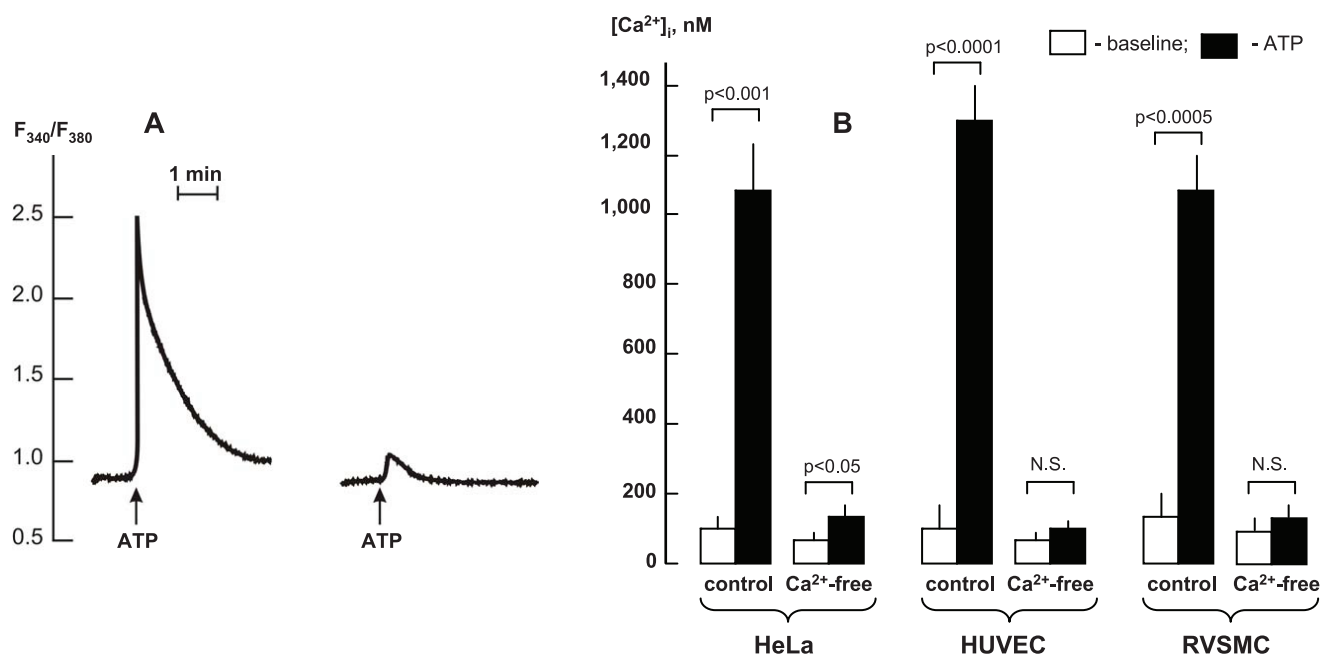 A
F₃₄₀/F₃₈₀
1 min
2.5
2.0
1.5
1.0
0.5
ATP
ATP
[Ca²⁺]ᵢ, nM
- baseline;
- ATP
B
1,400
1,200
1,000
800
600
400
200
0
p<0.001
p<0.05
p<0.0001
N.S.
p<0.0005
N.S.
control Ca²⁺-free
control Ca²⁺-free
control Ca²⁺-free
HeLa
HUVEC
RVSMC